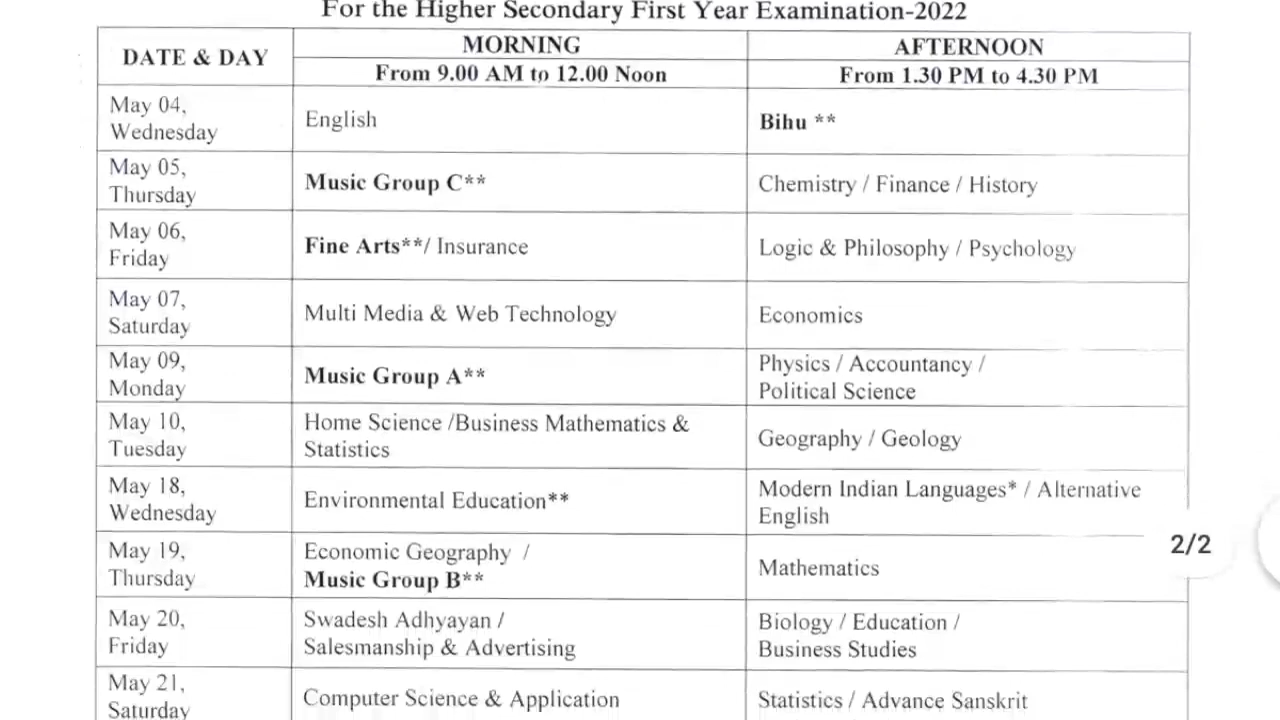 For the Higher Secondary First Year Examination-2022
DATE & DAY
MORNING
AFTERNOON
From 9.00 AM to 12.00 Noon
From 1.30 PM to 4.30 PM
May 04,
Wednesday
English
Bihu **
May 05,
Thursday
Music Group C**
Chemistry / Finance / History
May 06,
Friday
Fine Arts**/ Insurance
Logic & Philosophy / Psychology
May 07,
Saturday
Multi Media & Web Technology
Economics
May 09,
Monday
Music Group A**
Physics / Accountancy /
Political Science
May 10,
Tuesday
Home Science /Business Mathematics &
Statistics
Geography / Geology
May 18,
Wednesday
Environmental Education**
Modern Indian Languages* / Alternative
English
2/2
May 19,
Thursday
Economic Geography /
Music Group B**
Mathematics
May 20,
Friday
Swadesh Adhyayan /
Salesmanship & Advertising
Biology / Education /
Business Studies
May 21,
Saturday
Computer Science & Application
Statistics / Advance Sanskrit